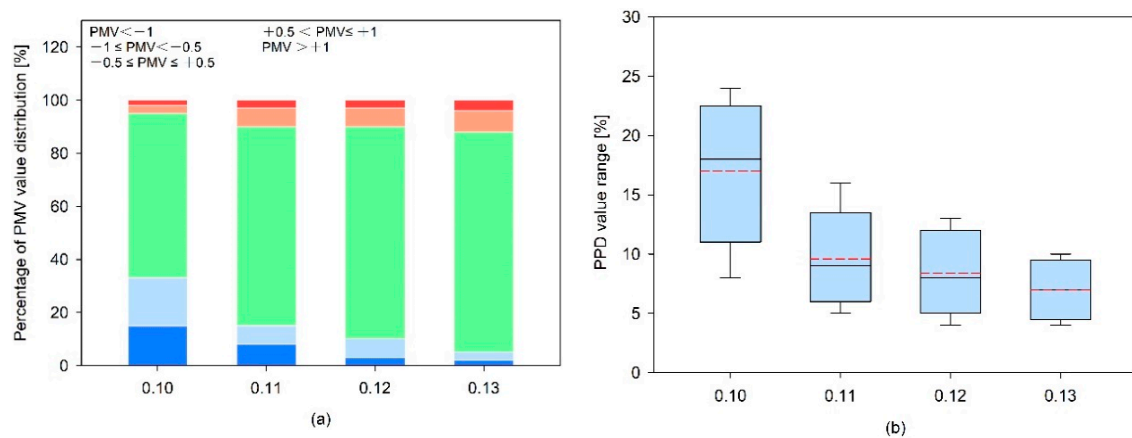 PMV<−1 +0.5 < PMV≤ +1
−1 ≤ PMV<−0.5 PMV >+1
−0.5 ≤ PMV ≤ +0.5
Percentage of PMV value distribution [%]
120
100
80
60
40
20
0
0.10 0.11 0.12 0.13
(a)
PPD value range [%]
30
25
20
15
10
5
0
0.10 0.11 0.12 0.13
(b)